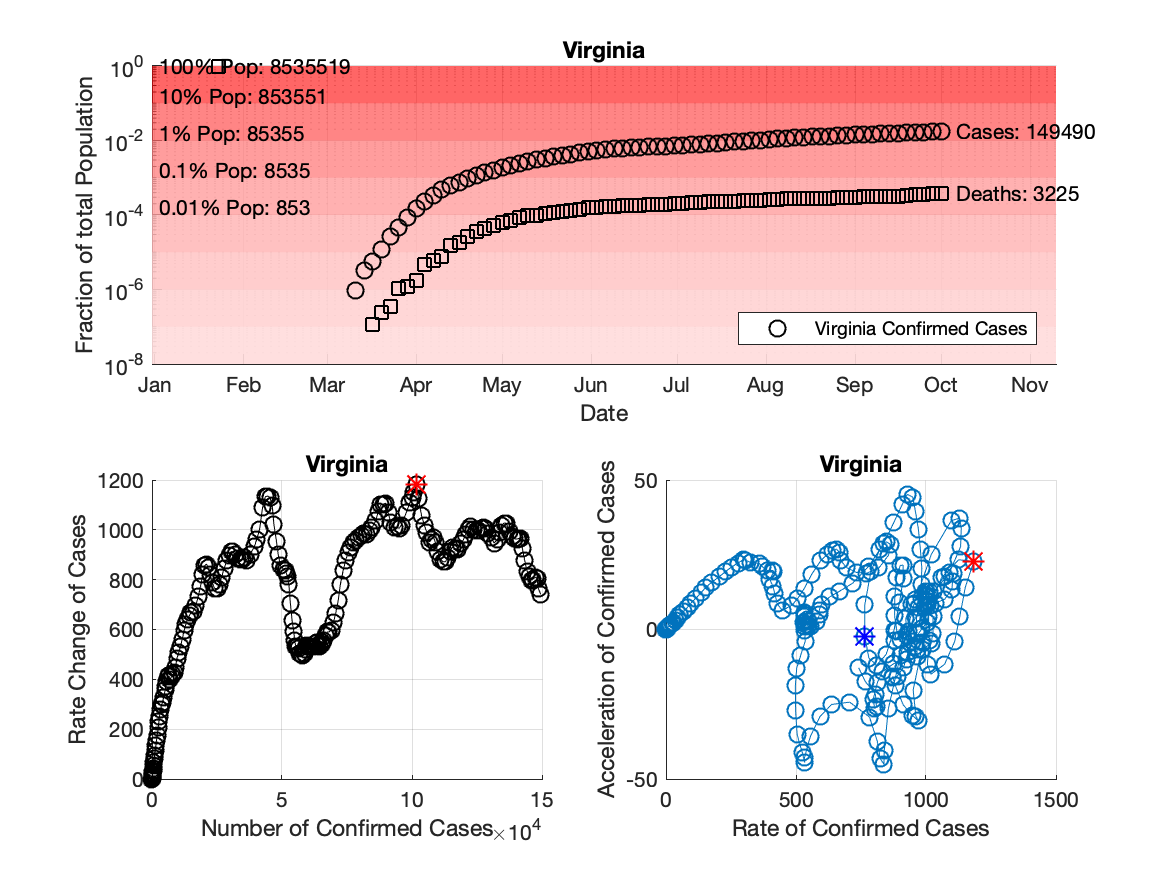 Virginia
10^0
100% Pop: 8535519
10% Pop: 853551
10^-2
1% Pop: 85355
Cases: 149490
0.1% Pop: 8535
10^-4
0.01% Pop: 853
Deaths: 3225
10^-6
Virginia Confirmed Cases
10^-8
Fraction of total Population
Jan Feb Mar Apr May Jun Jul Aug Sep Oct Nov
Date
Virginia
1200
1000
800
600
400
200
0
Rate Change of Cases
0 5 10 15
Number of Confirmed Cases ×10^4
Virginia
50
0
-50
Acceleration of Confirmed Cases
0 500 1000 1500
Rate of Confirmed Cases